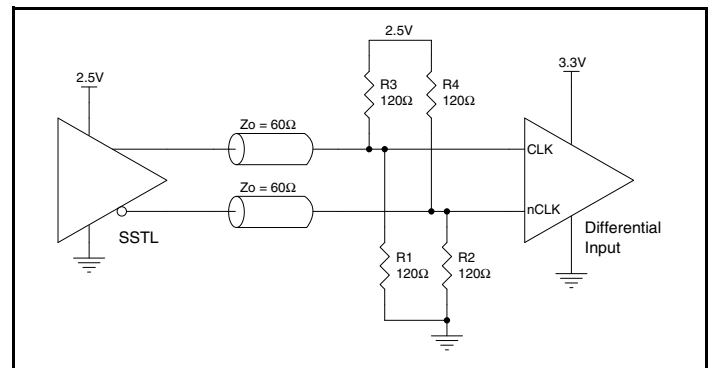 2.5V
3.3V
2.5V
R3
120Ω
R4
120Ω
Zo = 60Ω
CLK
Zo = 60Ω
nCLK
SSTL
Differential
Input
R1
120Ω
R2
120Ω